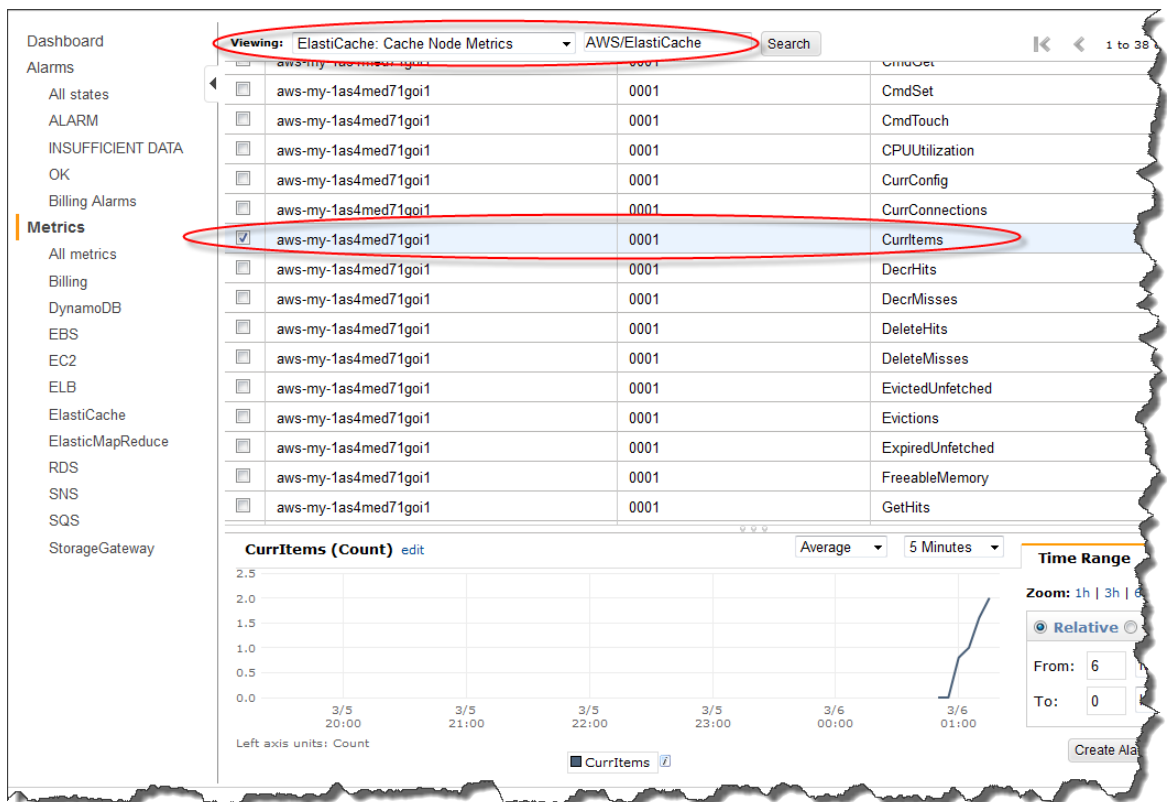 Dashboard
Alarms
All states
ALARM
INSUFFICIENT DATA
OK
Billing Alarms
Metrics
All metrics
Billing
DynamoDB
EBS
EC2
ELB
ElastiCache
ElasticMapReduce
RDS
SNS
SQS
StorageGateway
Viewing: ElastiCache: Cache Node Metrics AWS/ElastiCache Search 1 to 38
aws-my-1as4med71goi1 0001 CmdGet
aws-my-1as4med71goi1 0001 CmdSet
aws-my-1as4med71goi1 0001 CmdTouch
aws-my-1as4med71goi1 0001 CPUUtilization
aws-my-1as4med71goi1 0001 CurrConfig
aws-my-1as4med71goi1 0001 CurrConnections
aws-my-1as4med71goi1 0001 CurrItems
aws-my-1as4med71goi1 0001 DecrHits
aws-my-1as4med71goi1 0001 DecrMisses
aws-my-1as4med71goi1 0001 DeleteHits
aws-my-1as4med71goi1 0001 DeleteMisses
aws-my-1as4med71goi1 0001 EvictedUnfetched
aws-my-1as4med71goi1 0001 Evictions
aws-my-1as4med71goi1 0001 ExpiredUnfetched
aws-my-1as4med71goi1 0001 FreeableMemory
aws-my-1as4med71goi1 0001 GetHits
CurrItems (Count) edit Average 5 Minutes
2.5
2.0
1.5
1.0
0.5
0.0
3/5 3/5 3/5 3/5 3/6 3/6
20:00 21:00 22:00 23:00 00:00 01:00
Left axis units: Count
CurrItems
Time Range
Zoom: 1h | 3h |
Relative
From: 6
To: 0
Create Ala